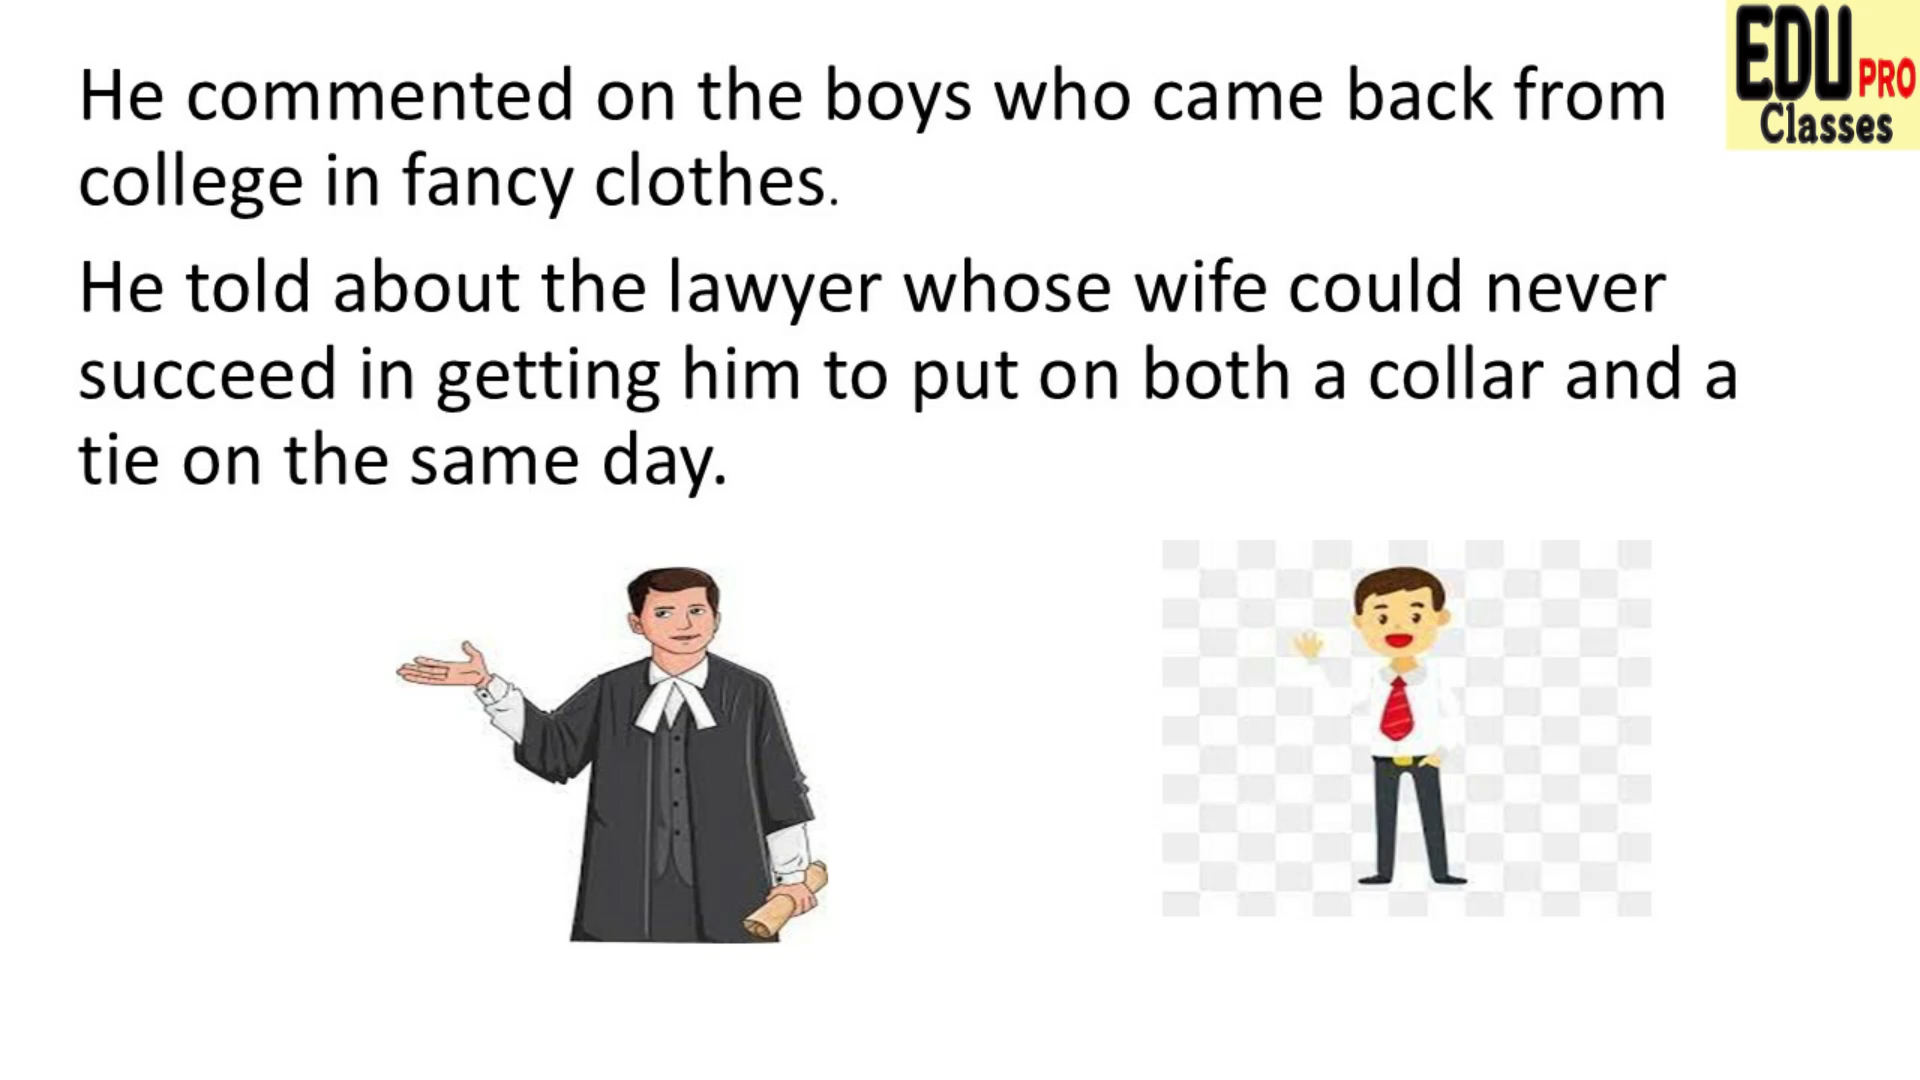 He commented on the boys who came back from
college in fancy clothes.
He told about the lawyer whose wife could never
succeed in getting him to put on both a collar and a
tie on the same day.
EDU PRO
Classes